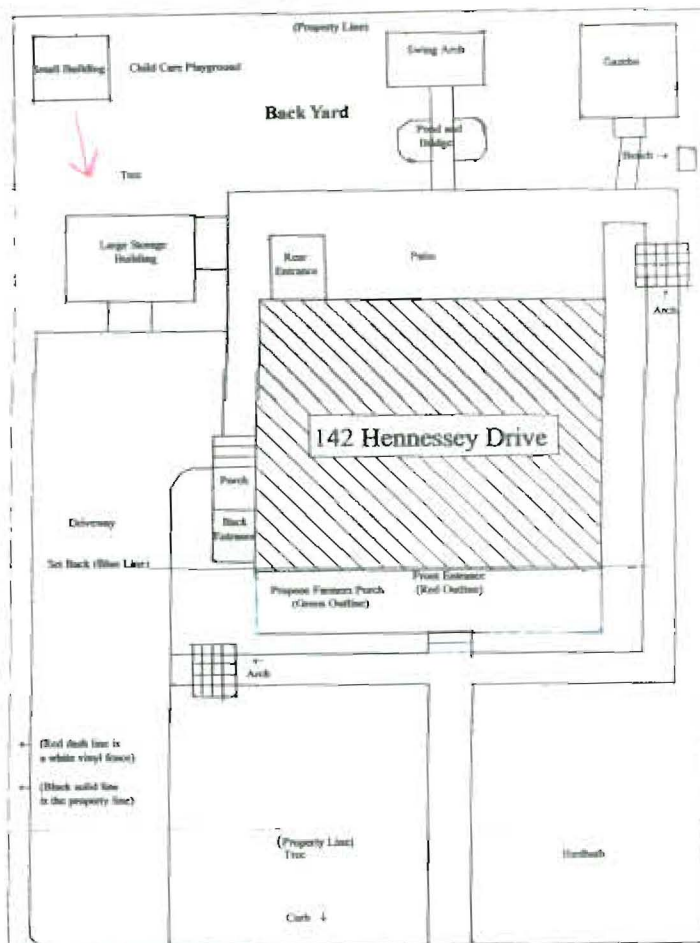 (Property Line)
Small Building
Child Care Playground
Swing Arch
Gazebo
Back Yard
Pond and
Bridge
Bench →
Tree
Large Storage
Building
Rear
Entrance
Patio
↑
Arch
142 Hennessey Drive
Porch
Back
Entrance
Driveway
Set Back (Blue Line)
Front Entrance
(Red Outline)
Propose Farmers Porch
(Green Outline)
←
Arch
← (Red dash line is
a white vinyl fence)
← (Black solid line
is the property line)
(Property Line)
Tree
Birdbath
Curb ↓